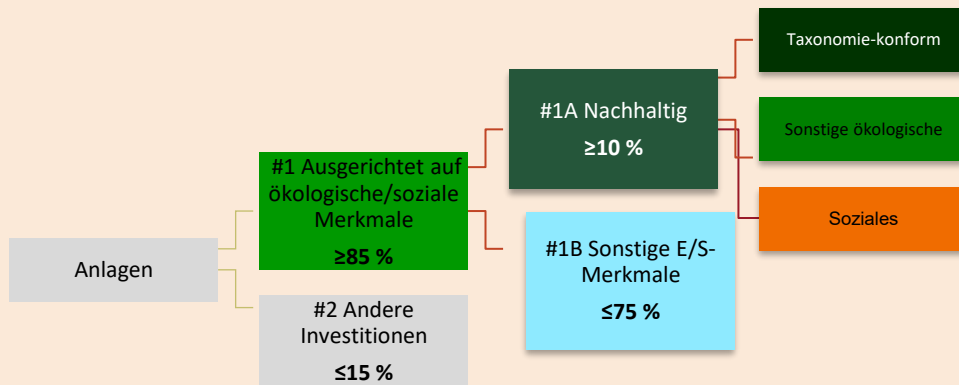 Anlagen
#1 Ausgerichtet auf
ökologische/soziale
Merkmale
≥85 %
#2 Andere
Investitionen
≤15 %
#1A Nachhaltig
≥10 %
#1B Sonstige E/S-
Merkmale
≤75 %
Taxonomie-konform
Sonstige ökologische
Soziales